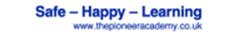 Safe – Happy – Learning
www.thepioneeracademy.co.uk